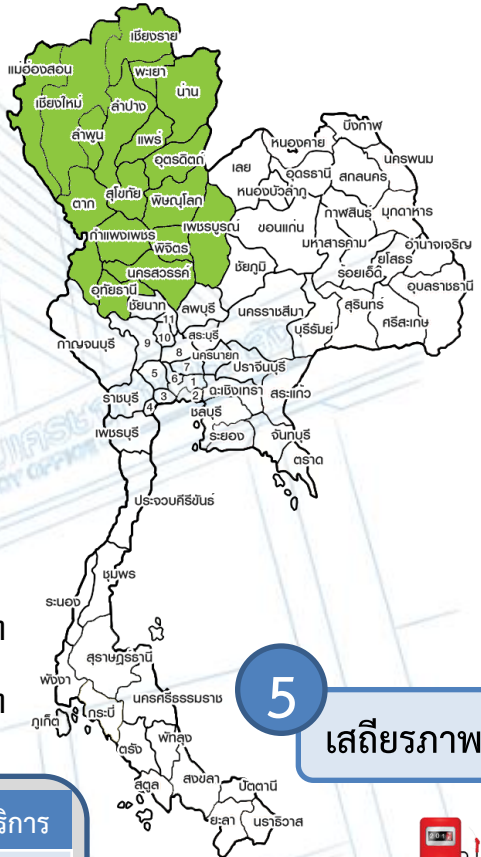 เชียงราย
แม่ฮ่องสอน
พะเยา
น่าน
เชียงใหม่
ลำปาง
ลำพูน
แพร่
อุตรดิตถ์
บึงกาฬ
หนองคาย
เลย
นครพนม
อุดรธานี
สกลนคร
หนองบัวลำภู
ตาก
สุโขทัย
พิษณุโลก
เพชรบูรณ์
ขอนแก่น
กาฬสินธุ์
มุกดาหาร
กำแพงเพชร
พิจิตร
มหาสารคาม
อำนาจเจริญ
ยโสธร
ร้อยเอ็ด
นครสวรรค์
ชัยภูมิ
อุทัยธานี
ชัยนาท
ลพบุรี
นครราชสีมา
สุรินทร์
อุบลราชธานี
บุรีรัมย์
ศรีสะเกษ
11
10
สระบุรี
กาญจนบุรี
9
8
นครนายก
7
ปราจีนบุรี
5
6
1
ราชบุรี
3
2
ฉะเชิงเทรา
สระแก้ว
4
ชลบุรี
เพชรบุรี
ระยอง
จันทบุรี
ตราด
ประจวบคีรีขันธ์
ชุมพร
ระนอง
สุราษฎร์ธานี
พังงา
นครศรีธรรมราช
ภูเก็ต
กระบี่
ตรัง
พัทลุง
สตูล
สงขลา
ปัตตานี
ยะลา
นราธิวาส
5
เสถียรภาพ